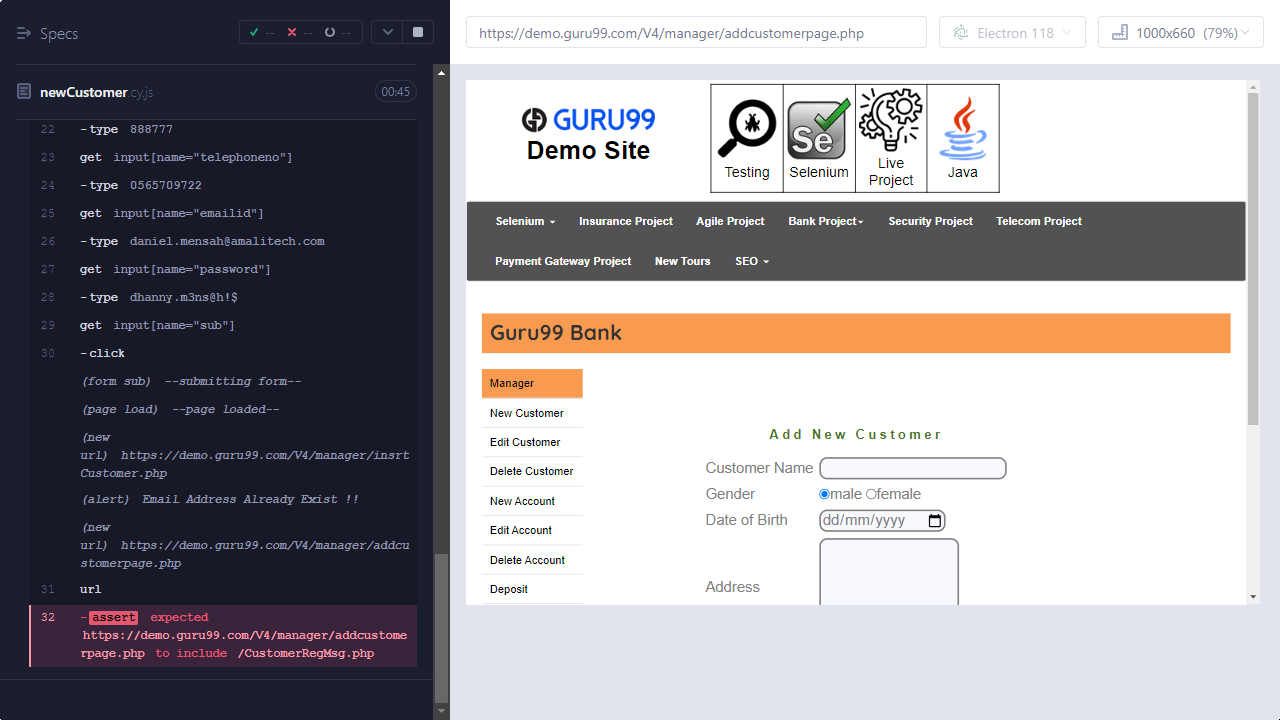 Specs
-- -- --
newCustomer.cy.js 00:45
22 -type 888777
23 get input[name="telephoneno"]
24 -type 0565709722
25 get input[name="emailid"]
26 -type daniel.mensah@amalitech.com
27 get input[name="password"]
28 -type dhanny.m3ns@h!$
29 get input[name="sub"]
30 -click
(form sub) --submitting form--
(page load) --page loaded--
(new
url) https://demo.guru99.com/V4/manager/insrt
Customer.php
(alert) Email Address Already Exist !!
(new
url) https://demo.guru99.com/V4/manager/addcu
stomerpage.php
31 url
32 -assert expected
https://demo.guru99.com/V4/manager/addcustome
rpage.php to include /CustomerRegMsg.php
https://demo.guru99.com/V4/manager/addcustomerpage.php
Electron 118
1000x660 (79%)
GURU99
Demo Site
Testing
Se
Selenium
Live
Project
Java
Selenium Insurance Project Agile Project Bank Project Security Project Telecom Project
Payment Gateway Project New Tours SEO
Guru99 Bank
Manager
New Customer
Edit Customer
Delete Customer
New Account
Edit Account
Delete Account
Deposit
Add New Customer
Customer Name
Gender male female
Date of Birth dd/mm/yyyy
Address